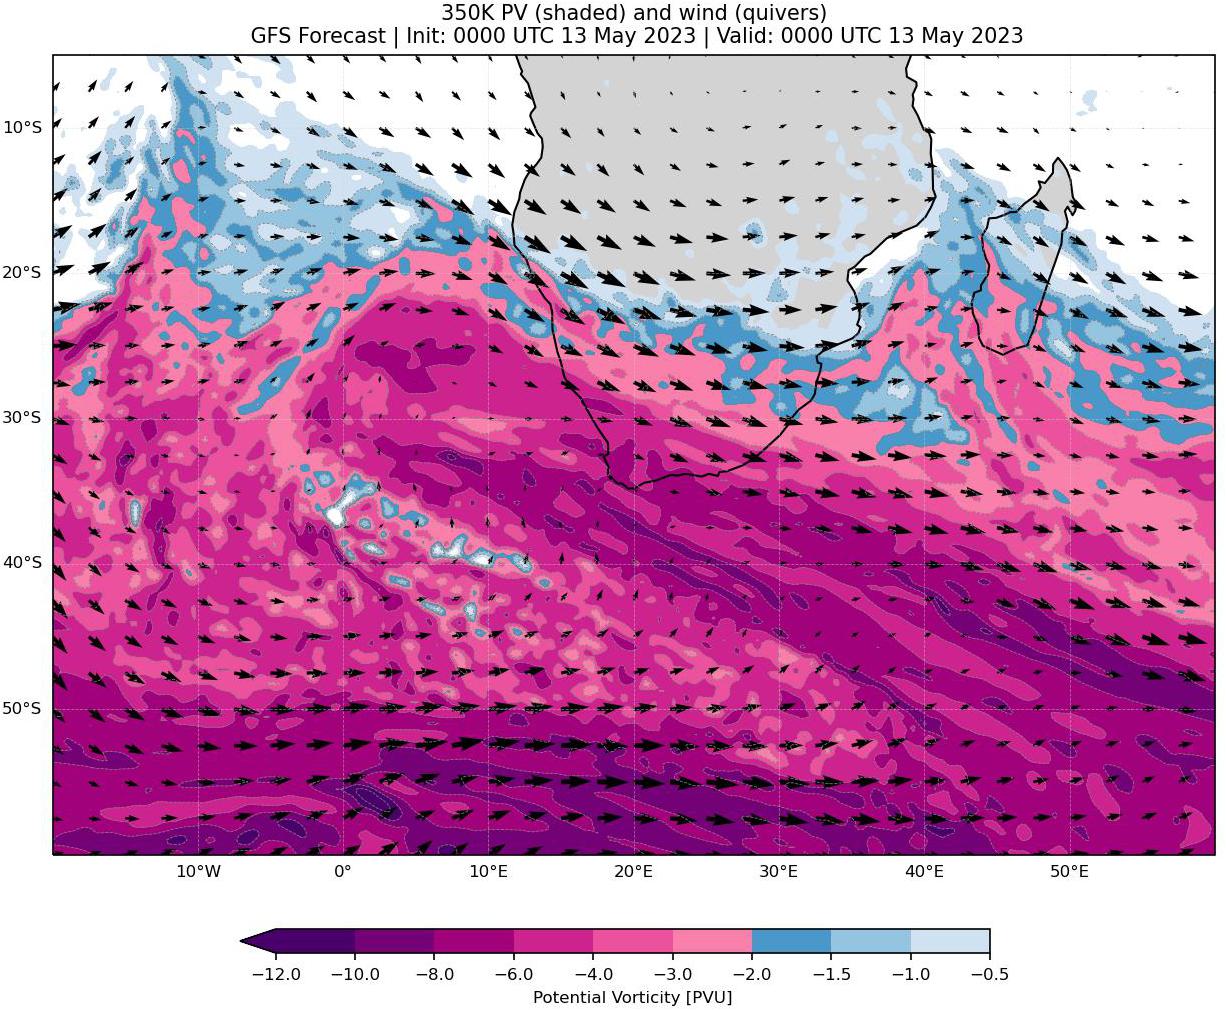 350K PV (shaded) and wind (quivers)
GFS Forecast | Init: 0000 UTC 13 May 2023 | Valid: 0000 UTC 13 May 2023
10°S
20°S
30°S
40°S
50°S
10°W 0° 10°E 20°E 30°E 40°E 50°E
−12.0 −10.0 −8.0 −6.0 −4.0 −3.0 −2.0 −1.5 −1.0 −0.5
Potential Vorticity [PVU]